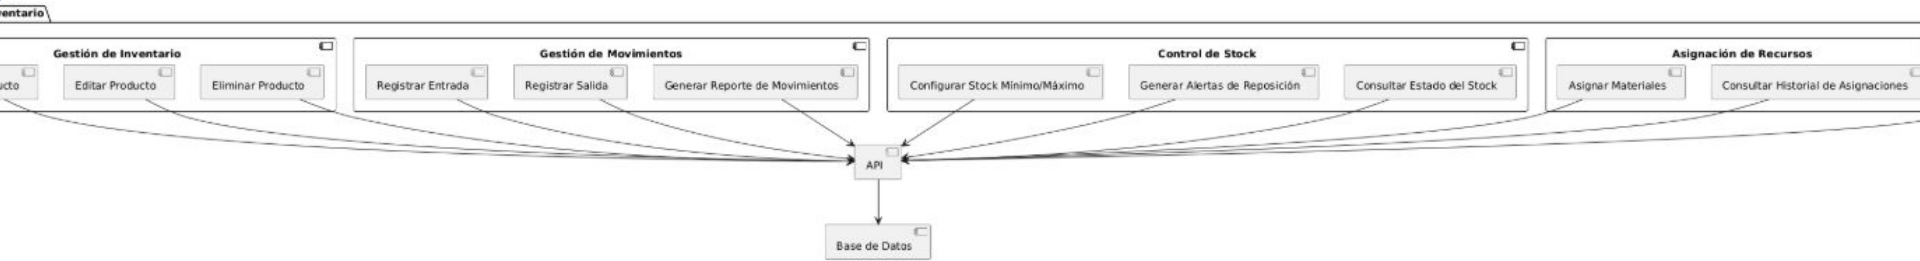 Gestión de Inventario
Gestión de Movimientos
Control de Stock
Asignación de Recursos
Editar Producto
Eliminar Producto
Registrar Entrada
Registrar Salida
Generar Reporte de Movimientos
Configurar Stock Mínimo/Máximo
Generar Alertas de Reposición
Consultar Estado del Stock
Asignar Materiales
Consultar Historial de Asignaciones
API
Base de Datos